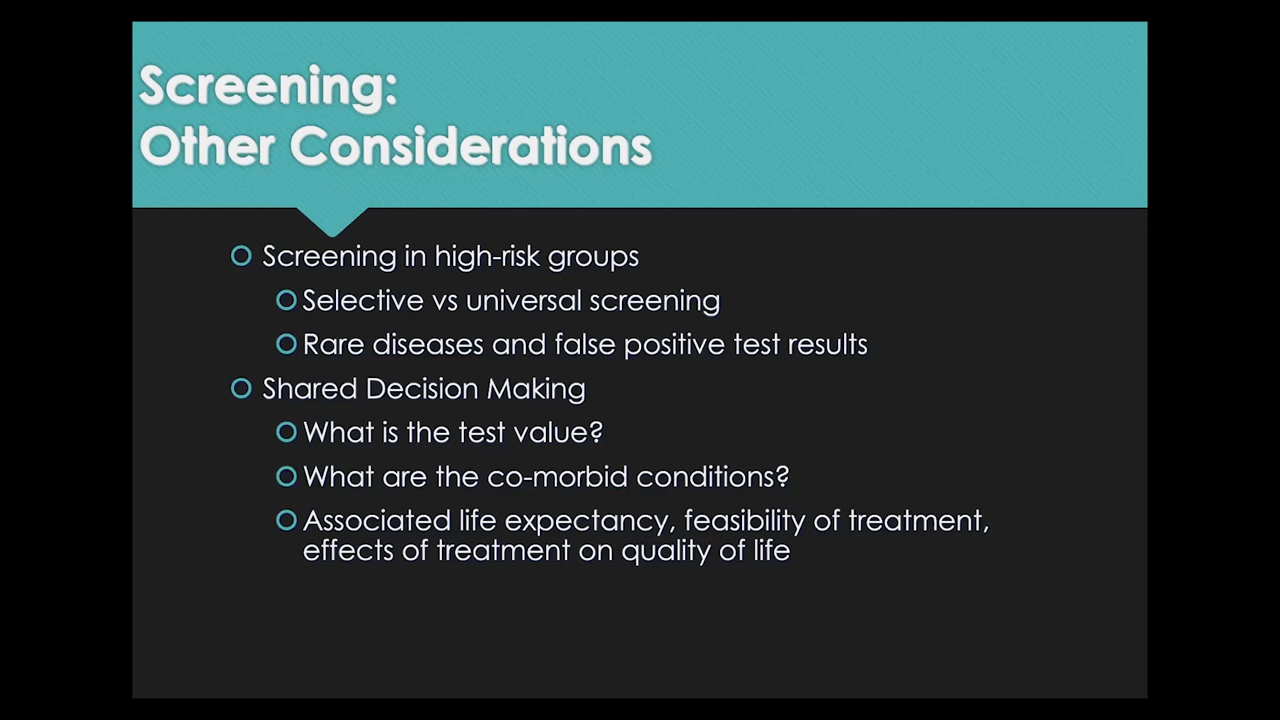 Screening:
Other Considerations
Screening in high-risk groups
Selective vs universal screening
Rare diseases and false positive test results
Shared Decision Making
What is the test value?
What are the co-morbid conditions?
Associated life expectancy, feasibility of treatment,
effects of treatment on quality of life